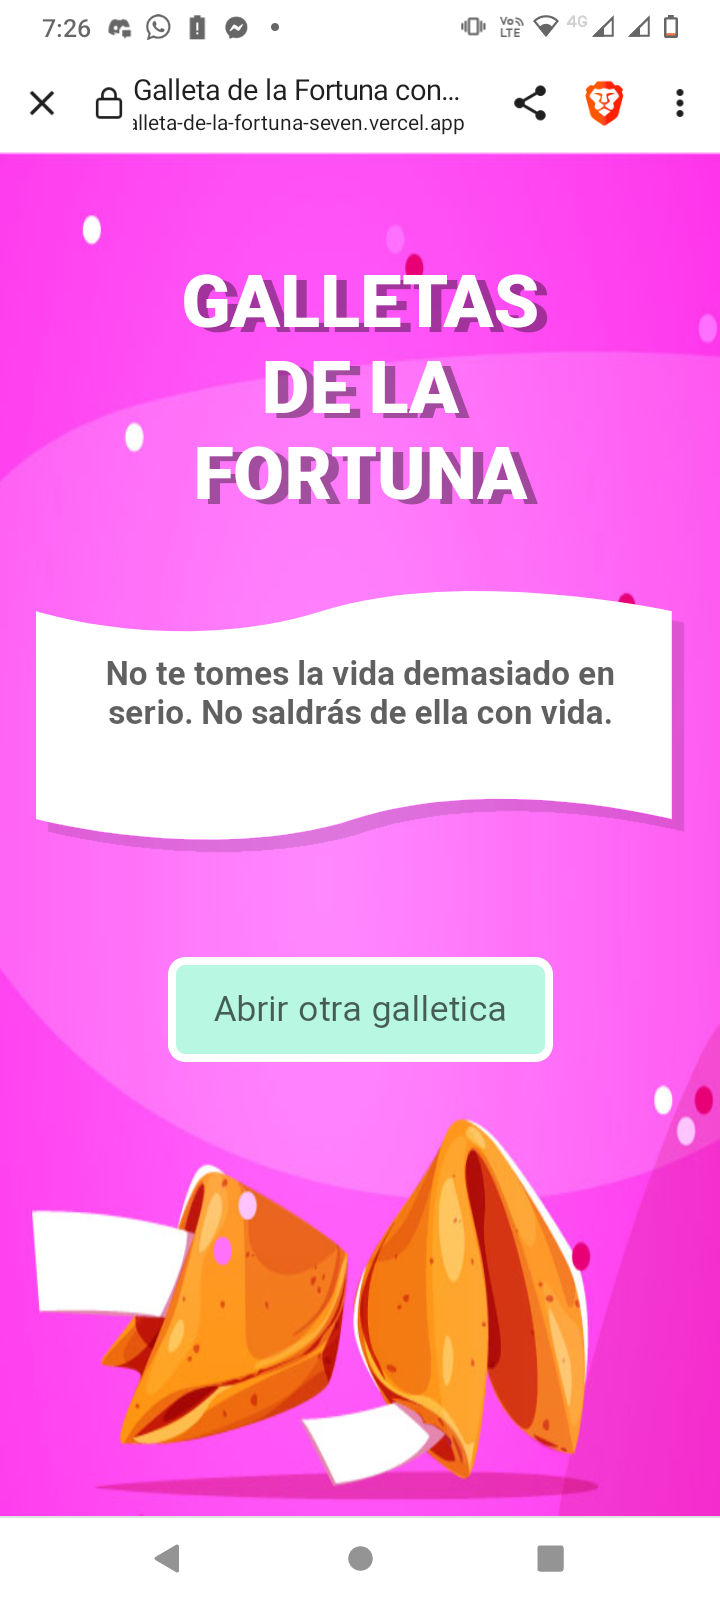 7:26
Vo))
LTE
4G
Galleta de la Fortuna con...
alleta-de-la-fortuna-seven.vercel.app
GALLETAS
DE LA
FORTUNA
No te tomes la vida demasiado en
serio. No saldrás de ella con vida.
Abrir otra galletica